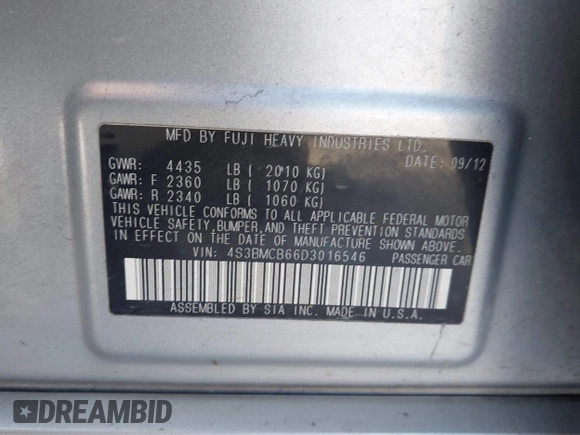 MFD BY FUJI HEAVY INDUSTRIES LTD.
DATE: 09/12
GVWR: 4435 LB ( 2010 KG)
GAWR: F 2360 LB ( 1070 KG)
GAWR: R 2340 LB ( 1060 KG)
THIS VEHICLE CONFORMS TO ALL APPLICABLE FEDERAL MOTOR
VEHICLE SAFETY, BUMPER, AND THEFT PREVENTION STANDARDS
IN EFFECT ON THE DATE OF MANUFACTURE SHOWN ABOVE.
VIN: 4S3BMCB66D3016546 PASSENGER CAR
ASSEMBLED BY SIA INC. MADE IN U.S.A.
DREAMBID